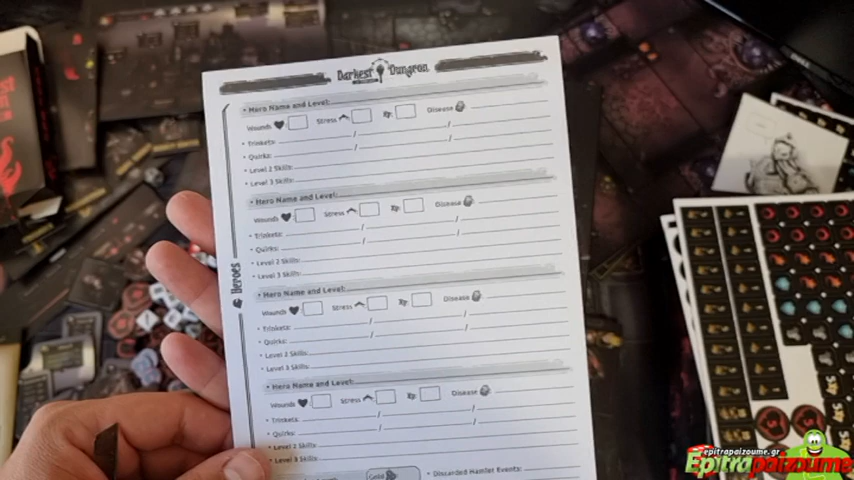 Darkest Dungeon
• Hero Name and Level:
Wounds Stress Xp: Disease
• Trinkets: / /
• Quirks: / /
• Level 2 Skills:
• Level 3 Skills:
• Hero Name and Level:
Wounds Stress Xp: Disease
• Trinkets: / /
• Quirks: / /
• Level 2 Skills:
• Level 3 Skills:
Heroes
• Hero Name and Level:
Wounds Stress Xp: Disease
• Trinkets: / /
• Quirks: / /
• Level 2 Skills:
• Level 3 Skills:
• Hero Name and Level:
Wounds Stress Xp: Disease
• Trinkets: / /
• Quirks: / /
• Level 2 Skills:
• Level 3 Skills:
Gold
• Discarded Hamlet Events:
epitrapaizoume.gr
Epitrapaizoume